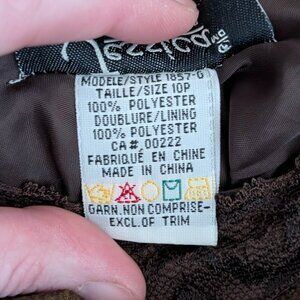 MODELE/STYLE 1857-G
TAILLE/SIZE 10P
100% POLYESTER
DOUBLURE/LINING
100% POLYESTER
CA#.00222
FABRIQUÉ EN CHINE
MADE IN CHINA
GARN.NON COMPRISE-
EXCL.OF TRIM